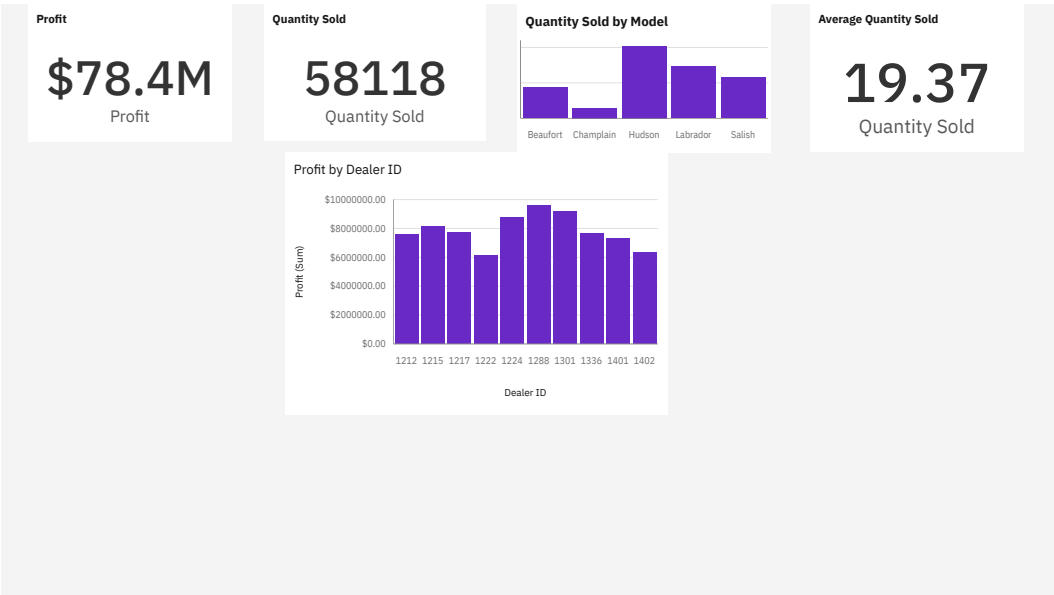 Profit
$78.4M
Profit
Quantity Sold
58118
Quantity Sold
Quantity Sold by Model
Beaufort Champlain Hudson Labrador Salish
Average Quantity Sold
19.37
Quantity Sold
Profit by Dealer ID
Profit (Sum)
$10000000.00
$8000000.00
$6000000.00
$4000000.00
$2000000.00
$0.00
1212 1215 1217 1222 1224 1288 1301 1336 1401 1402
Dealer ID